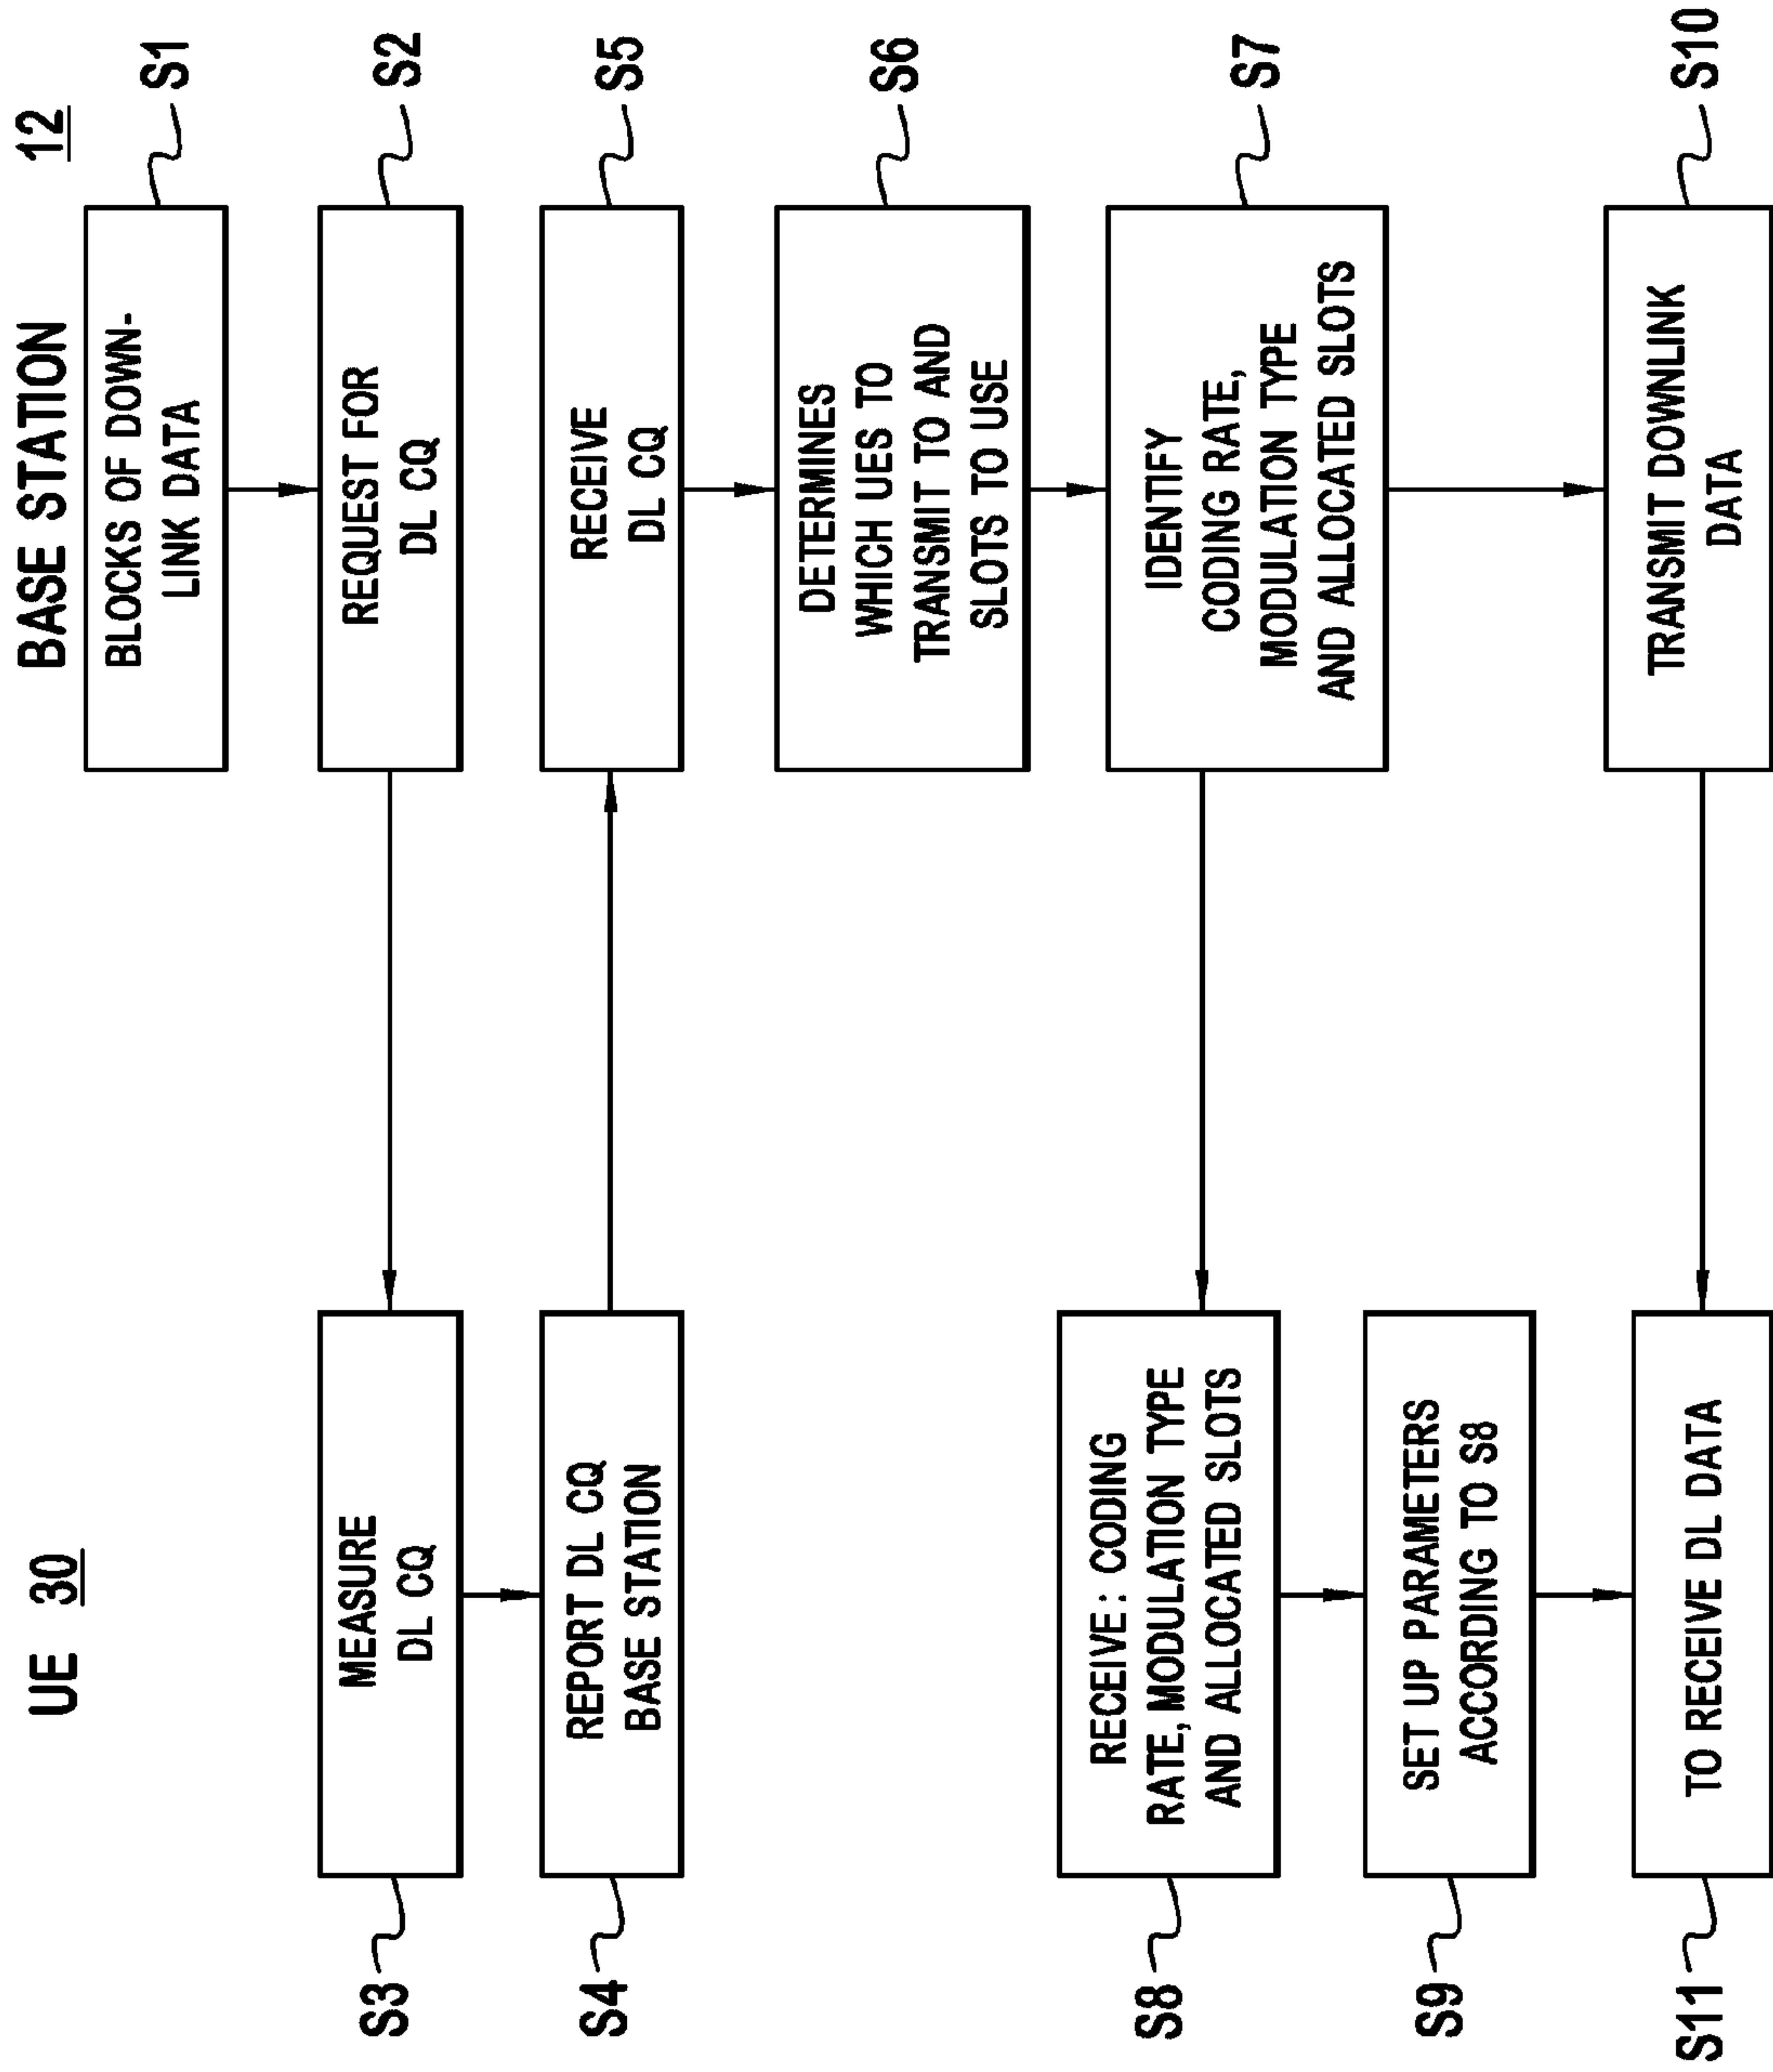 UE 30
BASE STATION 12
BLOCKS OF DOWN-
LINK DATA
S1
REQUEST FOR
DL CQ
S2
S3
MEASURE
DL CQ
S4
REPORT DL CQ
BASE STATION
RECEIVE
DL CQ
S5
DETERMINES
WHICH UES TO
TRANSMIT TO AND
SLOTS TO USE
S6
IDENTIFY
CODING RATE,
MODULATION TYPE
AND ALLOCATED SLOTS
S7
S8
RECEIVE: CODING
RATE, MODULATION TYPE
AND ALLOCATED SLOTS
S9
SET UP PARAMETERS
ACCORDING TO S8
TRANSMIT DOWNLINK
DATA
S10
S11
TO RECEIVE DL DATA